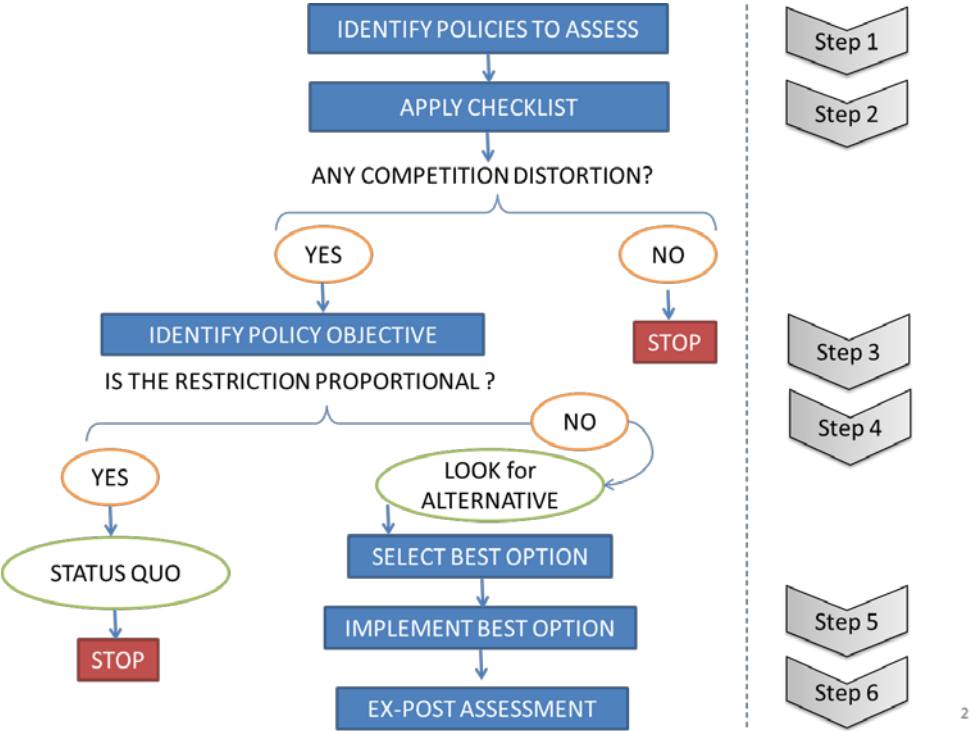 IDENTIFY POLICIES TO ASSESS
Step 1
APPLY CHECKLIST
Step 2
ANY COMPETITION DISTORTION?
YES
NO
IDENTIFY POLICY OBJECTIVE
STOP
Step 3
IS THE RESTRICTION PROPORTIONAL ?
NO
Step 4
YES
LOOK for
ALTERNATIVE
SELECT BEST OPTION
STATUS QUO
IMPLEMENT BEST OPTION
Step 5
STOP
EX-POST ASSESSMENT
Step 6
2